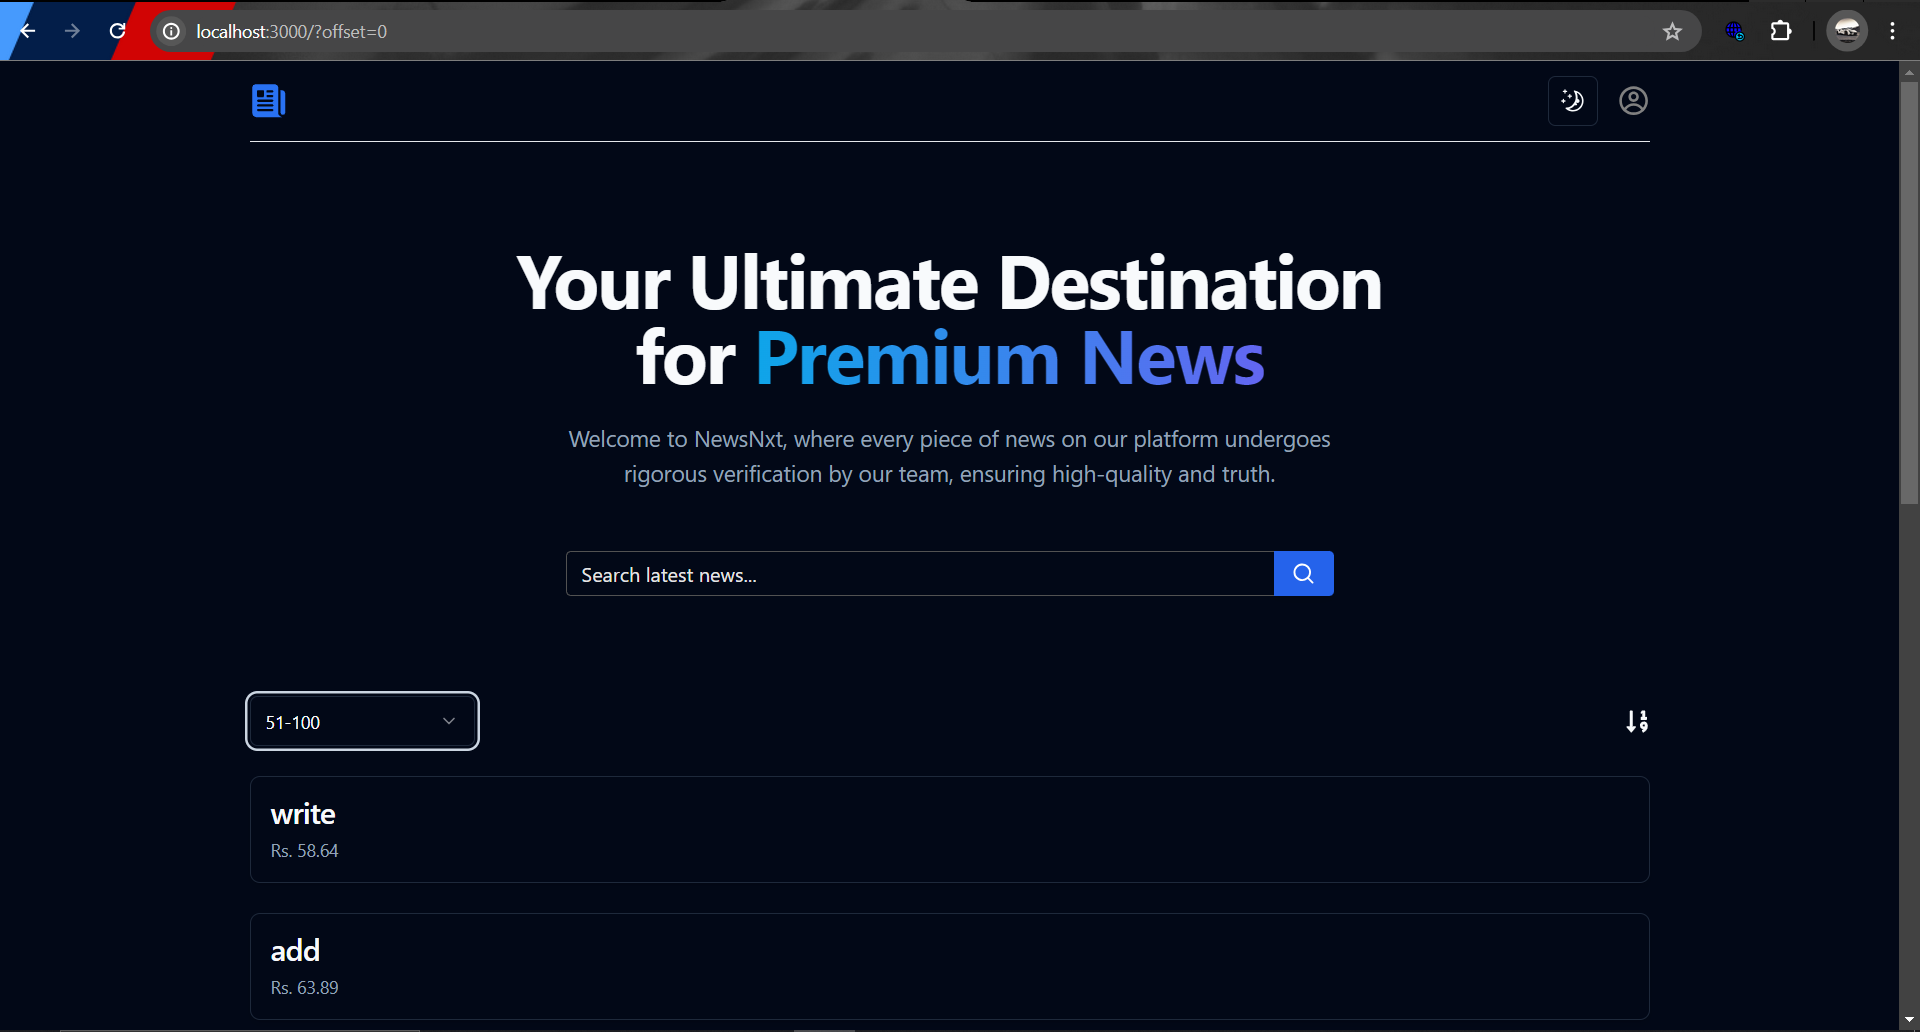 localhost:3000/?offset=0
Your Ultimate Destination
for Premium News
Welcome to NewsNxt, where every piece of news on our platform undergoes
rigorous verification by our team, ensuring high-quality and truth.
Search latest news...
51-100
write
Rs. 58.64
add
Rs. 63.89